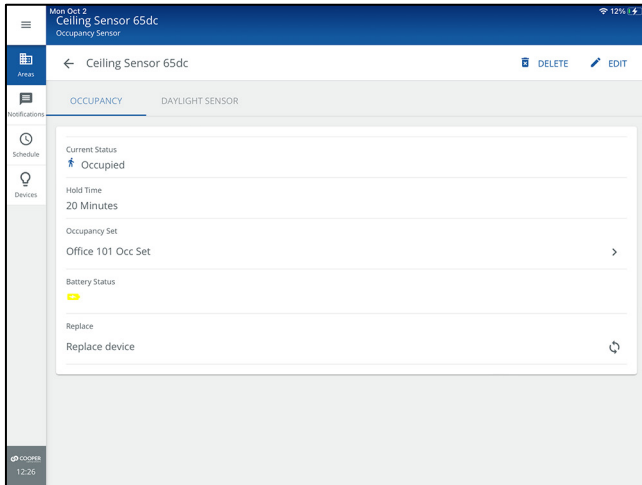 Mon Oct 2
12%
Ceiling Sensor 65dc
Occupancy Sensor
Ceiling Sensor 65dc
DELETE
EDIT
Areas
Notifications
Schedule
Devices
OCCUPANCY
DAYLIGHT SENSOR
Current Status
Occupied
Hold Time
20 Minutes
Occupancy Set
Office 101 Occ Set
Battery Status
Replace
Replace device
COOPER
12:26